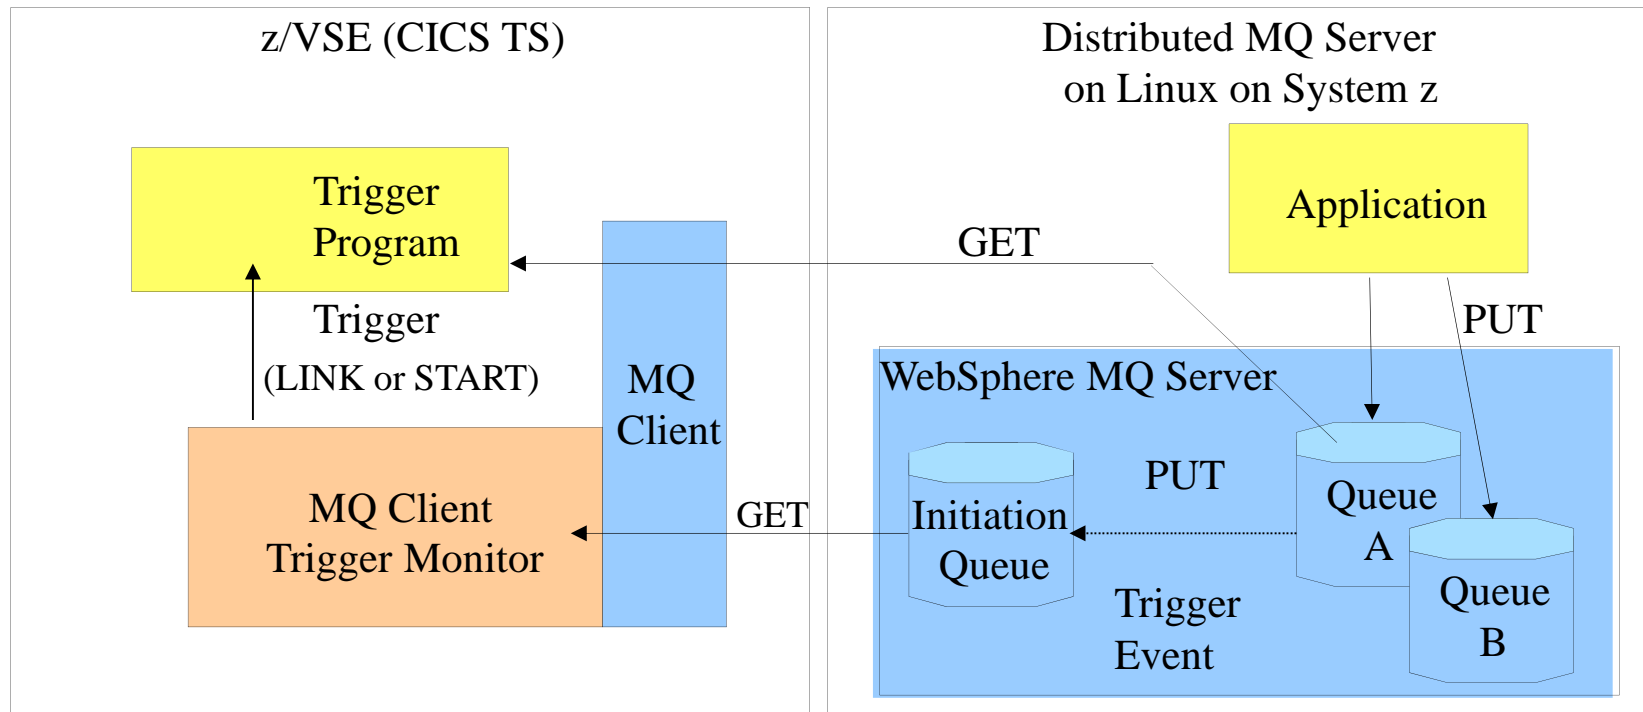 z/VSE (CICS TS)
Trigger
Program
Trigger
(LINK or START)
MQ Client
Trigger Monitor
MQ
Client
GET
GET
Distributed MQ Server
on Linux on System z
Application
PUT
WebSphere MQ Server
Initiation
Queue
PUT
Trigger
Event
Queue
A
Queue
B